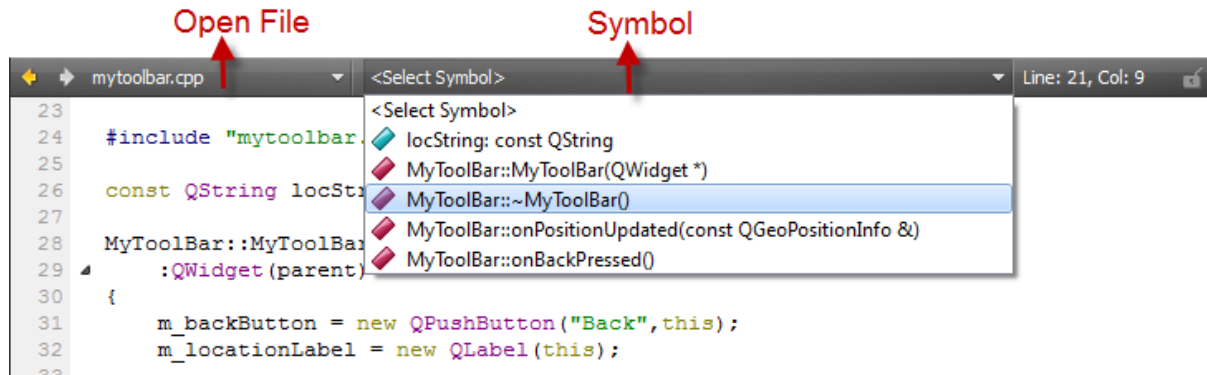 Open File Symbol
mytoolbar.cpp <Select Symbol> Line: 21, Col: 9
<Select Symbol>
locString: const QString
MyToolBar::MyToolBar(QWidget *)
MyToolBar::~MyToolBar()
MyToolBar::onPositionUpdated(const QGeoPositionInfo &)
MyToolBar::onBackPressed()
23
24 #include "mytoolbar.
25
26 const QString locStr
27
28 MyToolBar::MyToolBar
29 :QWidget(parent)
30 {
31 m_backButton = new QPushButton("Back",this);
32 m_locationLabel = new QLabel(this);